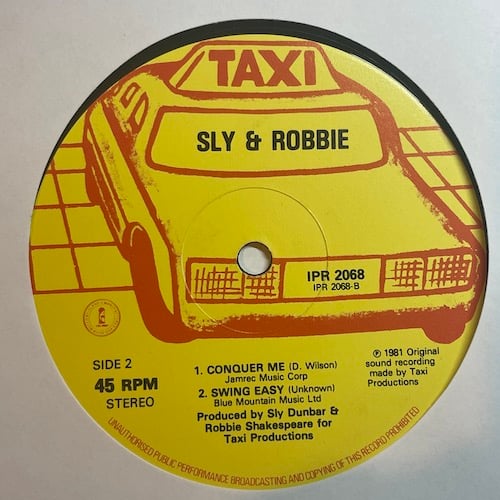 TAXI
SLY & ROBBIE
IPR 2068
IPR 2068-B
SIDE 2
45 RPM
STEREO
1. CONQUER ME (D. Wilson)
Jamrec Music Corp
2. SWING EASY (Unknown)
Blue Mountain Music Ltd
Produced by Sly Dunbar &
Robbie Shakespeare for
Taxi Productions
℗ 1981 Original
sound recording
made by Taxi
Productions
UNAUTHORISED PUBLIC PERFORMANCE BROADCASTING AND COPYING OF THIS RECORD PROHIBITED